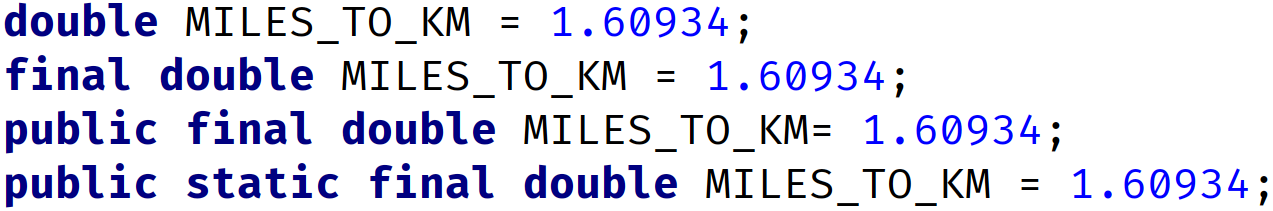 double MILES_TO_KM = 1.60934;
final double MILES_TO_KM = 1.60934;
public final double MILES_TO_KM= 1.60934;
public static final double MILES_TO_KM = 1.60934;